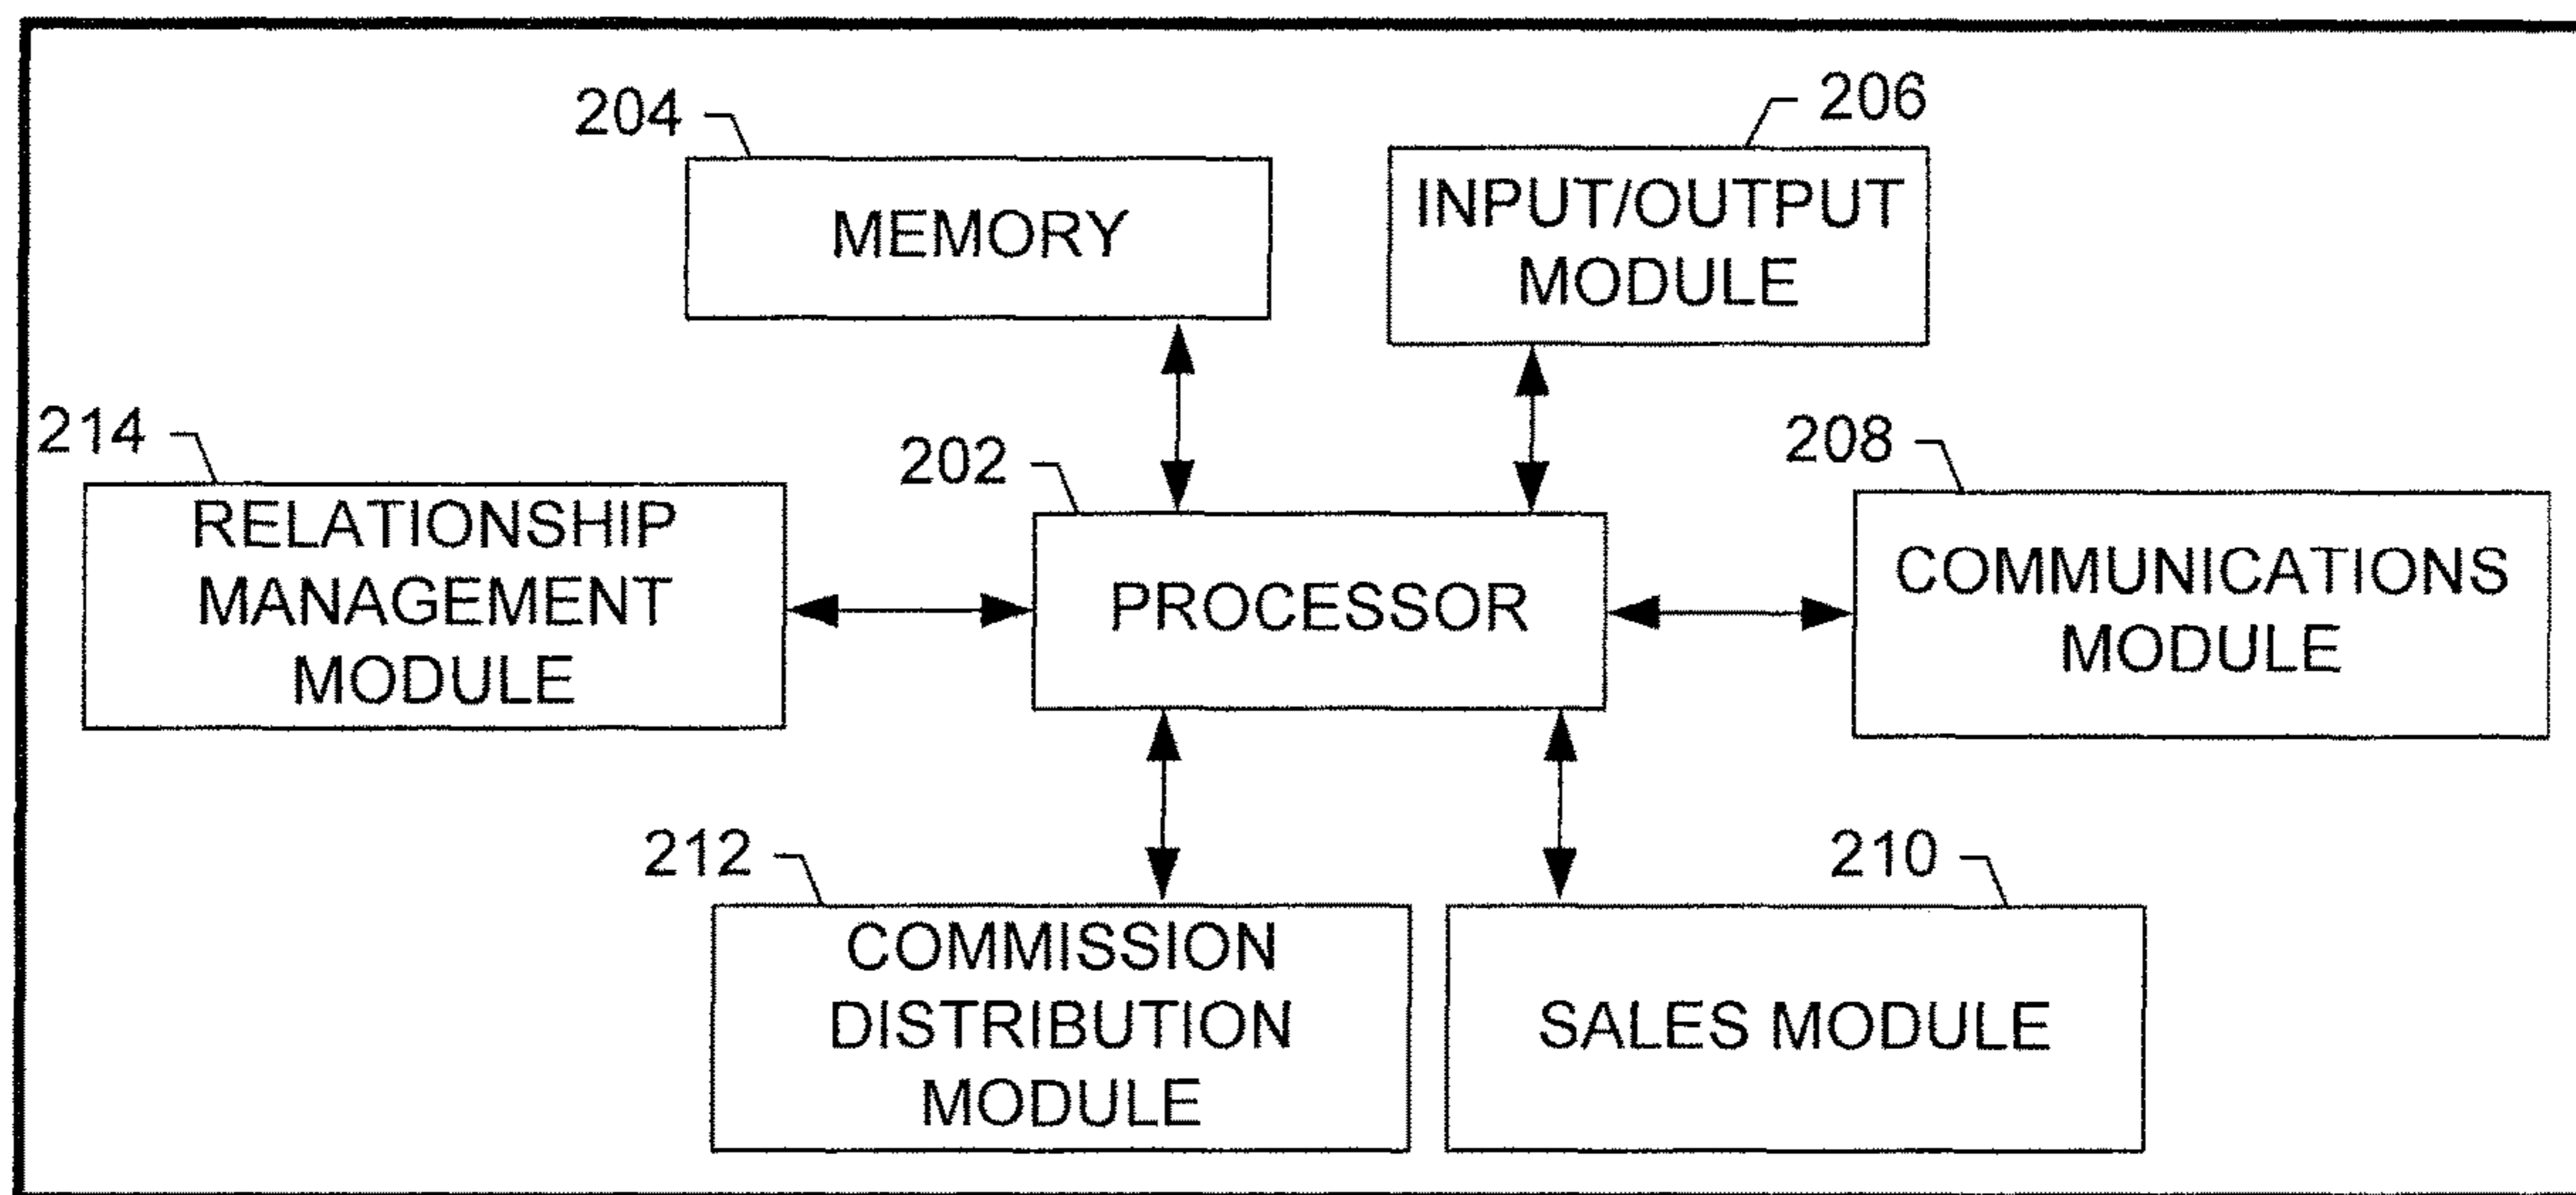 204
MEMORY
206
INPUT/OUTPUT
MODULE
214
RELATIONSHIP
MANAGEMENT
MODULE
202
PROCESSOR
208
COMMUNICATIONS
MODULE
212
COMMISSION
DISTRIBUTION
MODULE
210
SALES MODULE